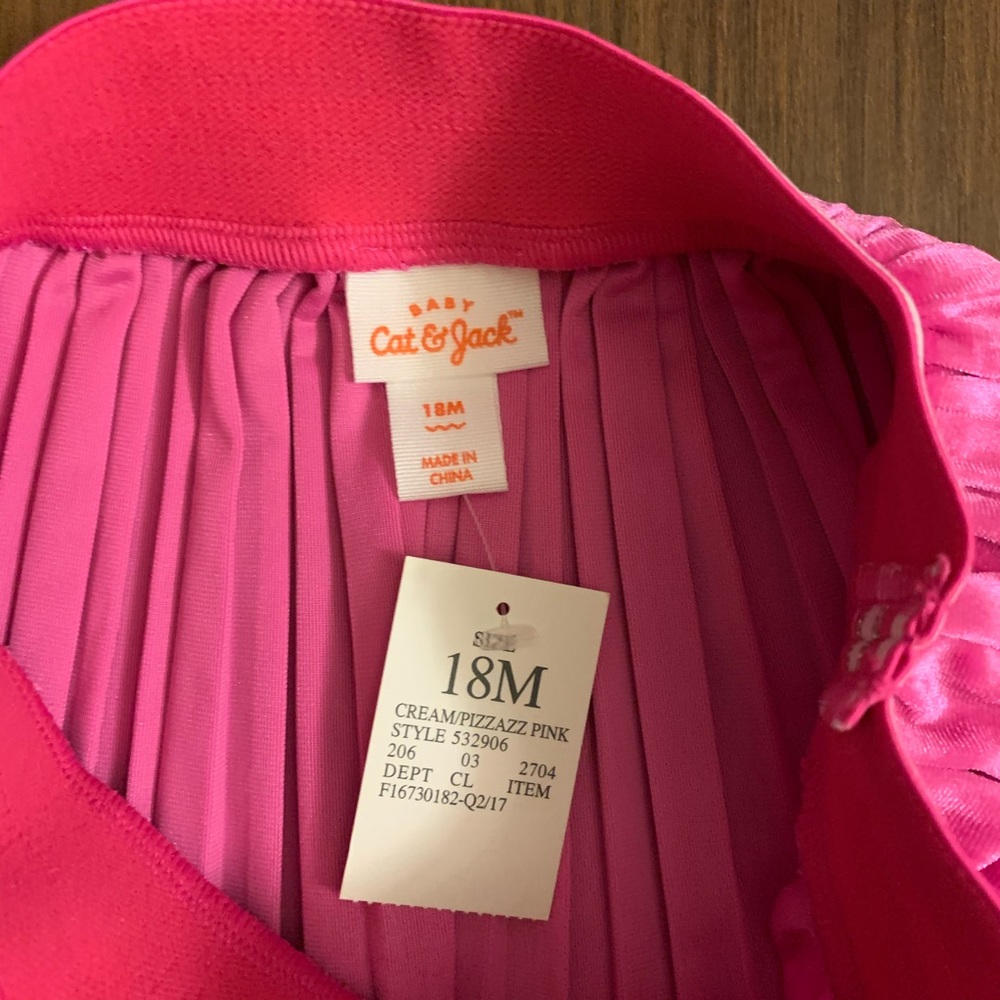 BABY
Cat & Jack™
18M
MADE IN
CHINA
SIZE
18M
CREAM/PIZZAZZ PINK
STYLE 532906
206 03 2704
DEPT CL ITEM
F16730182-Q2/17